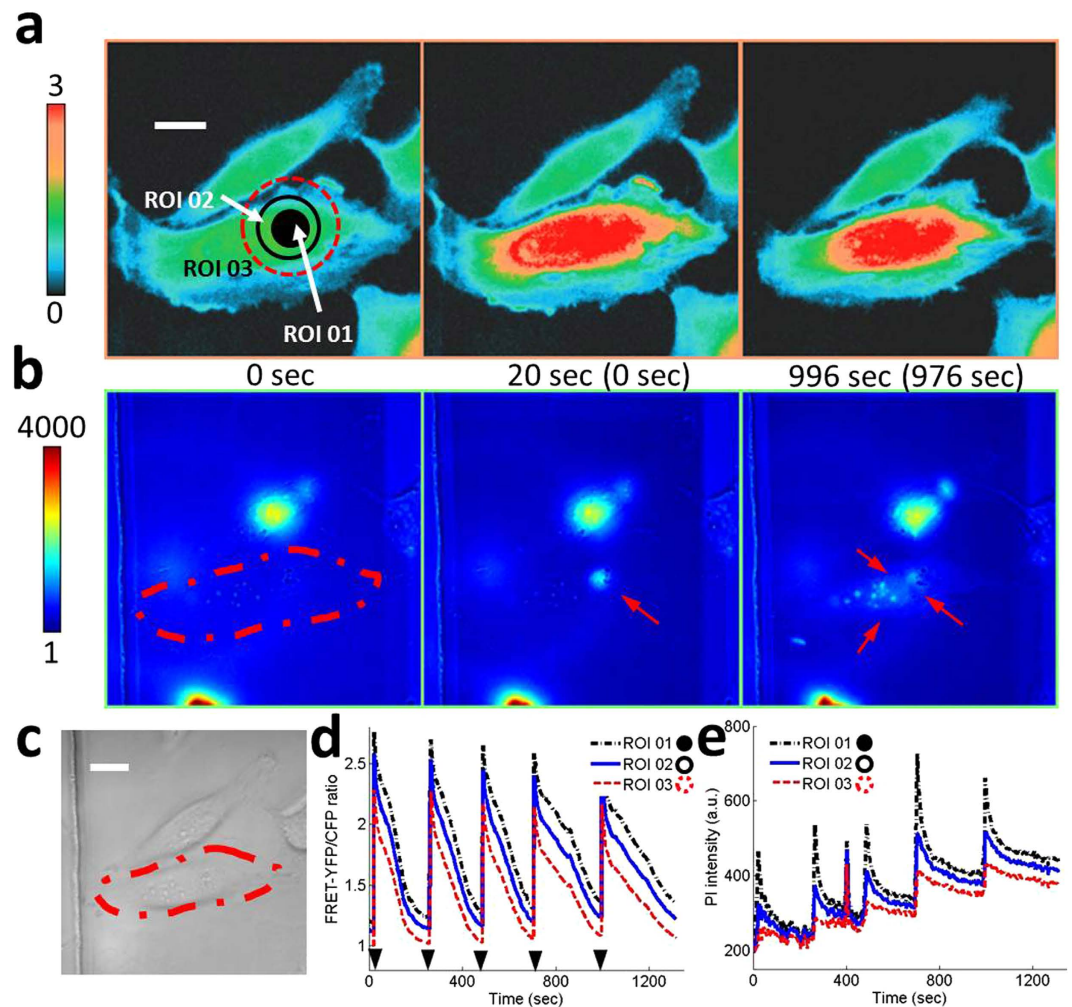 a
3
0
ROI 02
ROI 03
ROI 01
b
0 sec
20 sec (0 sec)
996 sec (976 sec)
4000
1
c
d
FRET-YFP/CFP ratio
2.5
2
1.5
1
ROI 01
ROI 02
ROI 03
0
400
800
1200
Time (sec)
e
PI intensity (a.u.)
800
600
400
200
ROI 01
ROI 02
ROI 03
0
400
800
1200
Time (sec)